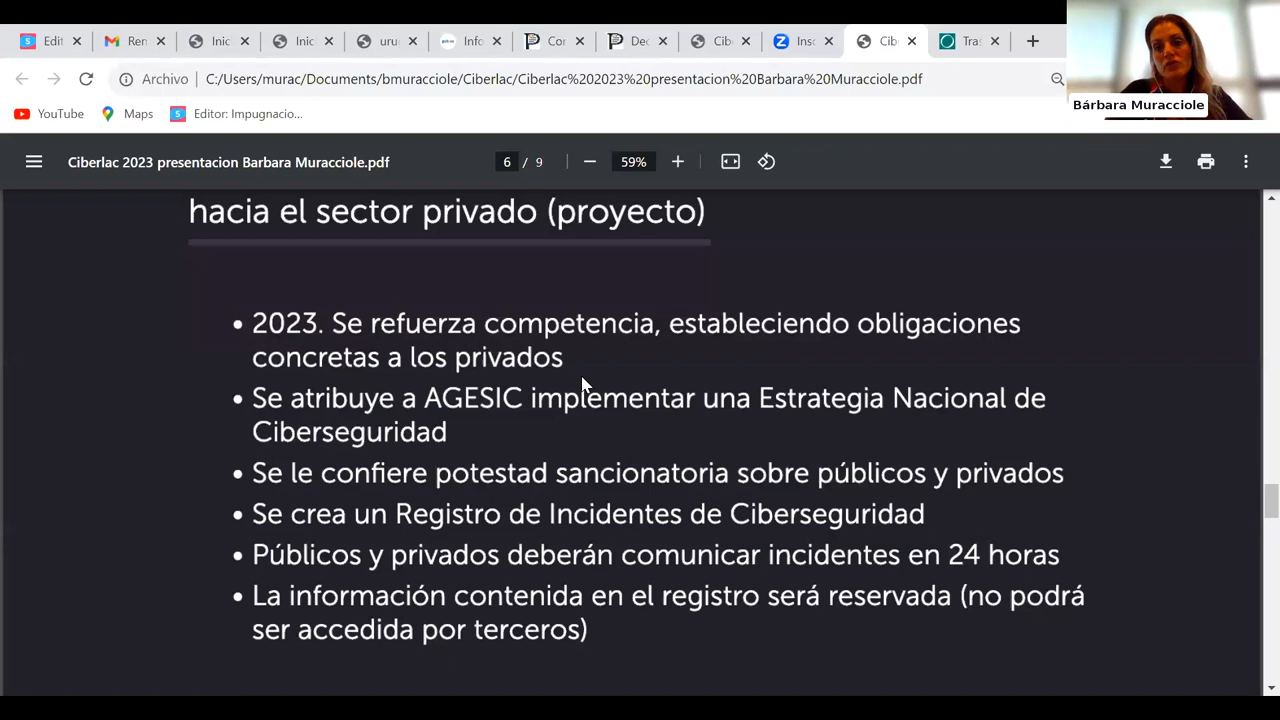 Edit
Ren
Inic
Inic
uru
Info
Cor
Dec
Cib
Insc
Cib
Tra
Archivo
C:/Users/murac/Documents/bmuracciole/Ciberlac/Ciberlac%202023%20presentacion%20Barbara%20Muracciole.pdf
Bárbara Muracciole
YouTube
Maps
Editor: Impugnacio...
Ciberlac 2023 presentacion Barbara Muracciole.pdf
6 / 9
59%
hacia el sector privado (proyecto)
• 2023. Se refuerza competencia, estableciendo obligaciones
concretas a los privados
• Se atribuye a AGESIC implementar una Estrategia Nacional de
Ciberseguridad
• Se le confiere potestad sancionatoria sobre públicos y privados
• Se crea un Registro de Incidentes de Ciberseguridad
• Públicos y privados deberán comunicar incidentes en 24 horas
• La información contenida en el registro será reservada (no podrá
ser accedida por terceros)